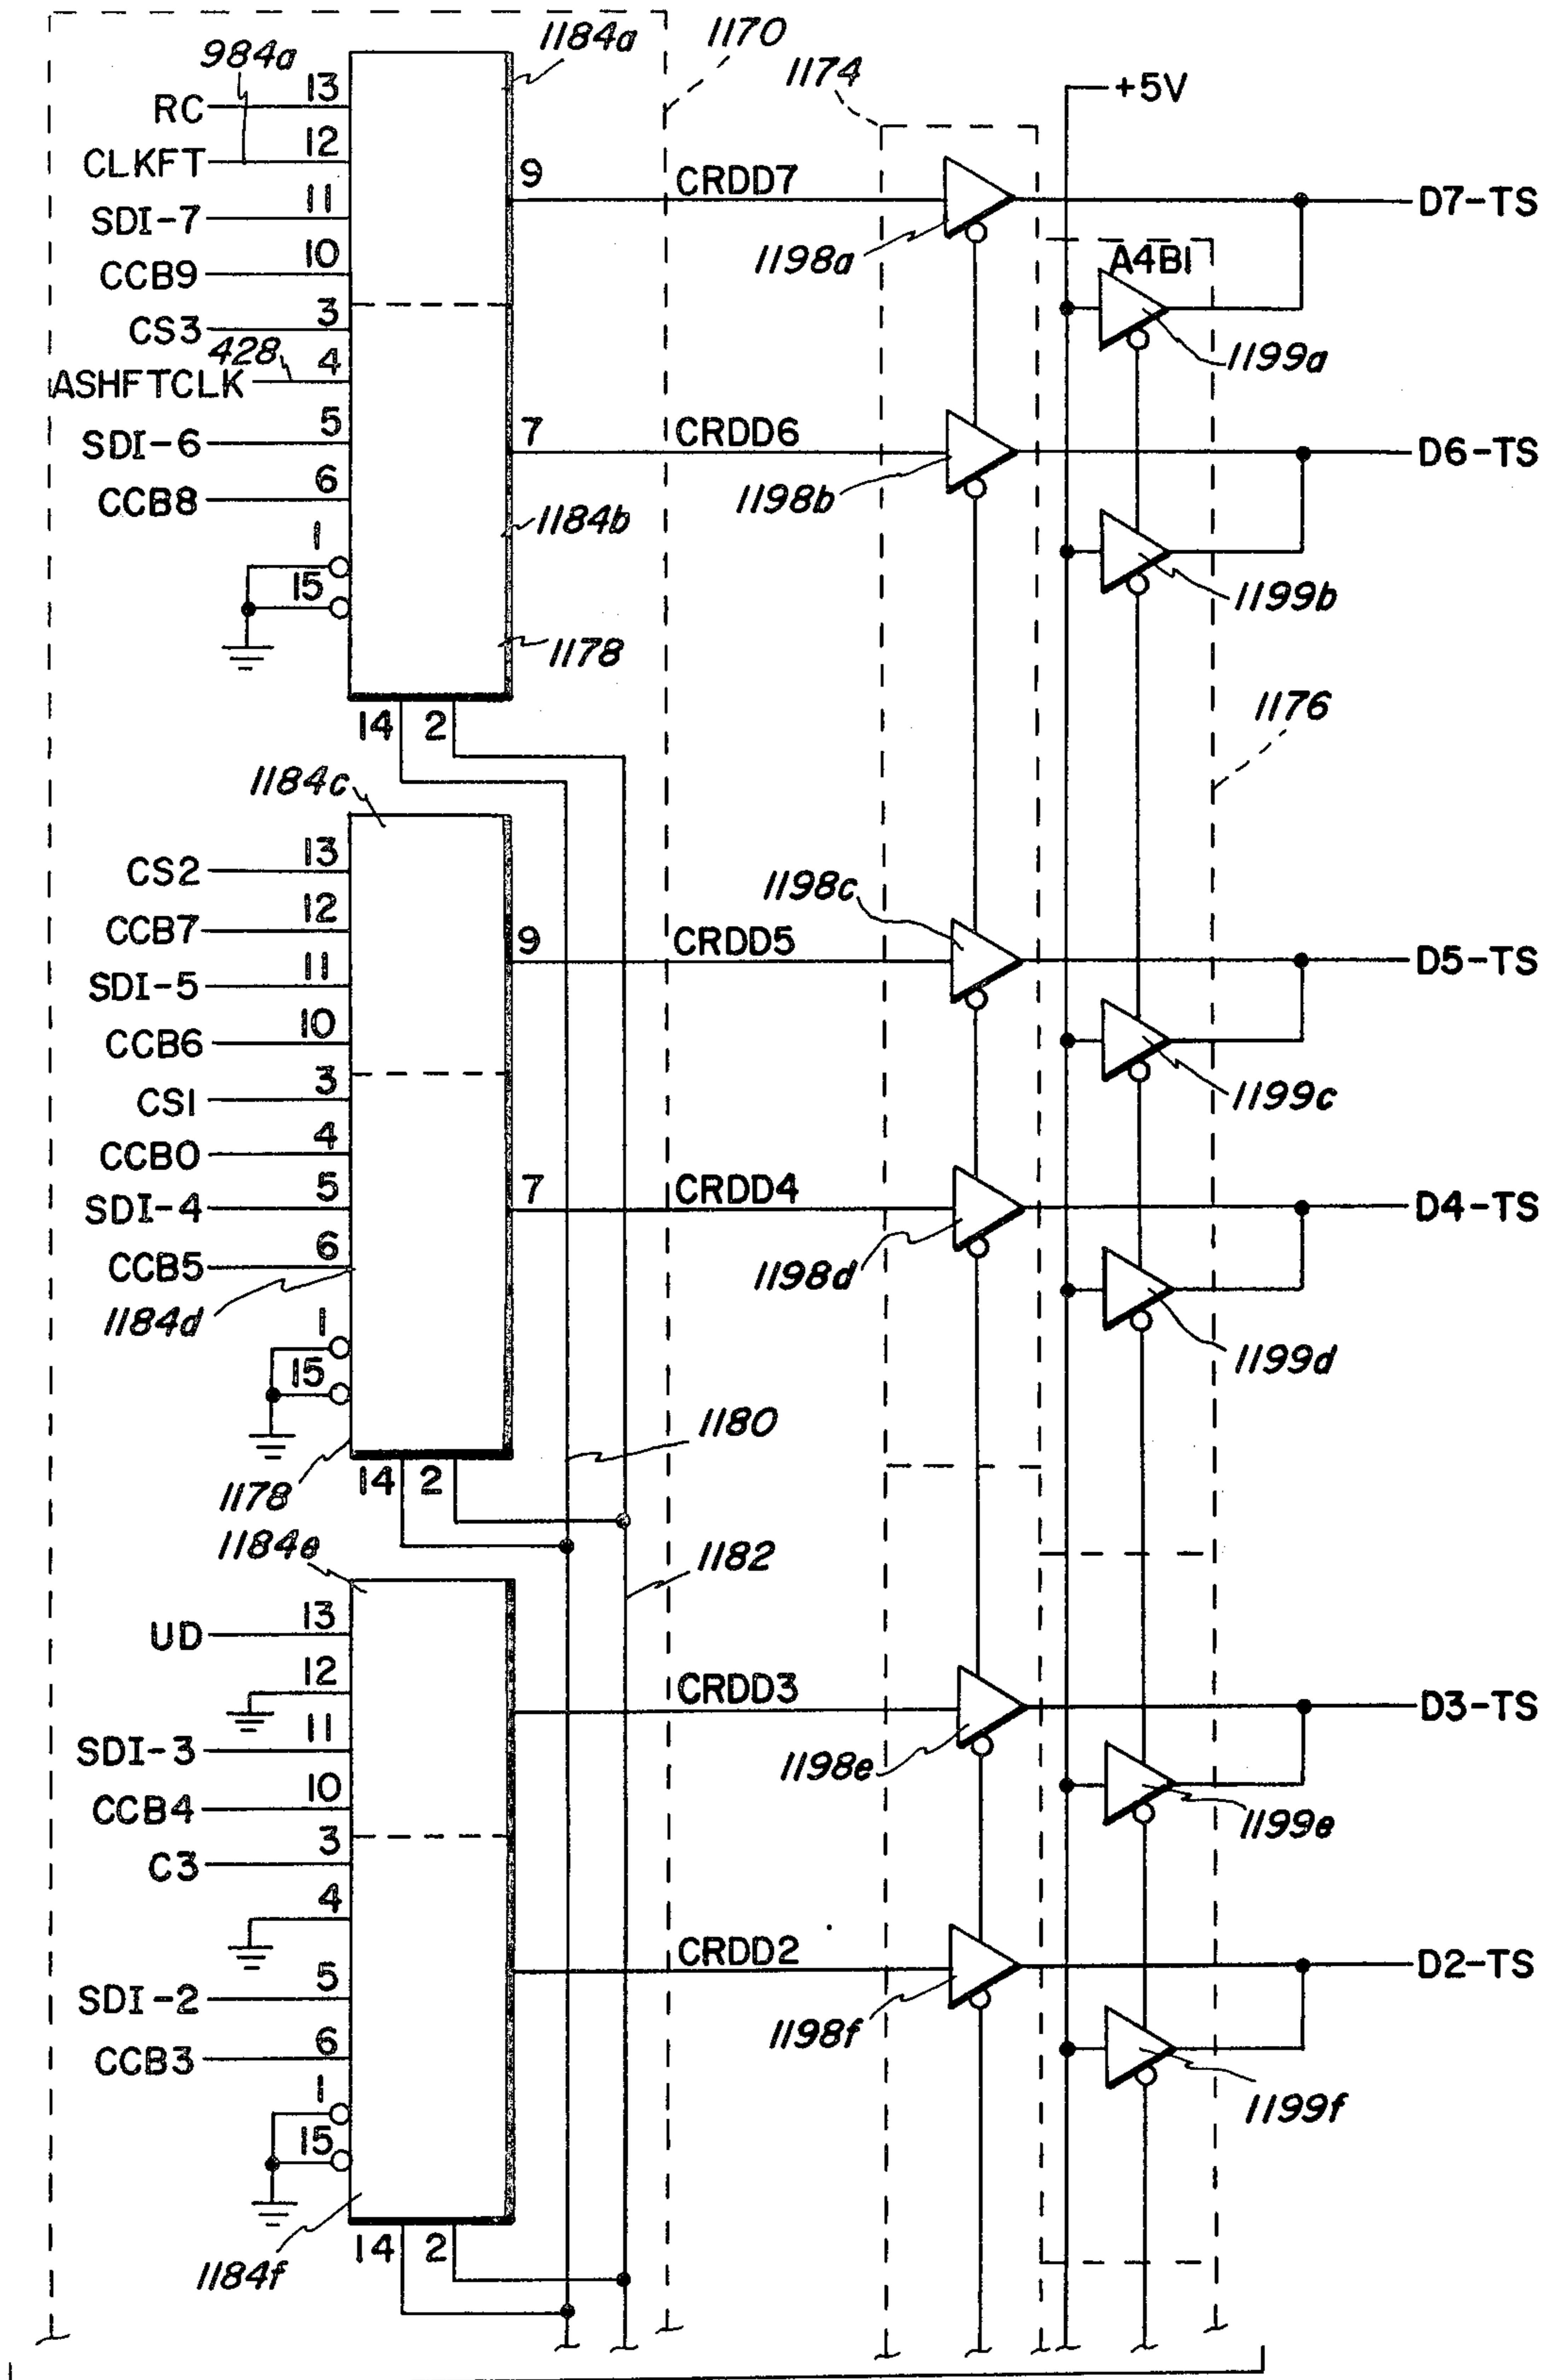 1184a
1170
984a
1174
RC 13
+5V
CLKFT 12
9 CRDD7
D7-TS
SDI-7 11
1198a
A4B1
CCB9 10
CS3 3
1199a
428
ASHFTCLK 4
SDI-6 5
7 CRDD6
D6-TS
CCB8 6
1198b
1184b
1
15
1199b
1178
14 2
1176
1184c
CS2 13
1198c
CCB7 12
9 CRDD5
D5-TS
SDI-5 11
CCB6 10
CS1 3
1199c
CCB0 4
SDI-4 5
7 CRDD4
D4-TS
CCB5 6
1198d
1184d
1
15
1199d
1180
14 2
1178
1184e
1182
UD 13
12
CRDD3
D3-TS
SDI-3 11
1198e
CCB4 10
1199e
C3 3
4
CRDD2
D2-TS
SDI-2 5
1198f
CCB3 6
1
1199f
15
14 2
1184f